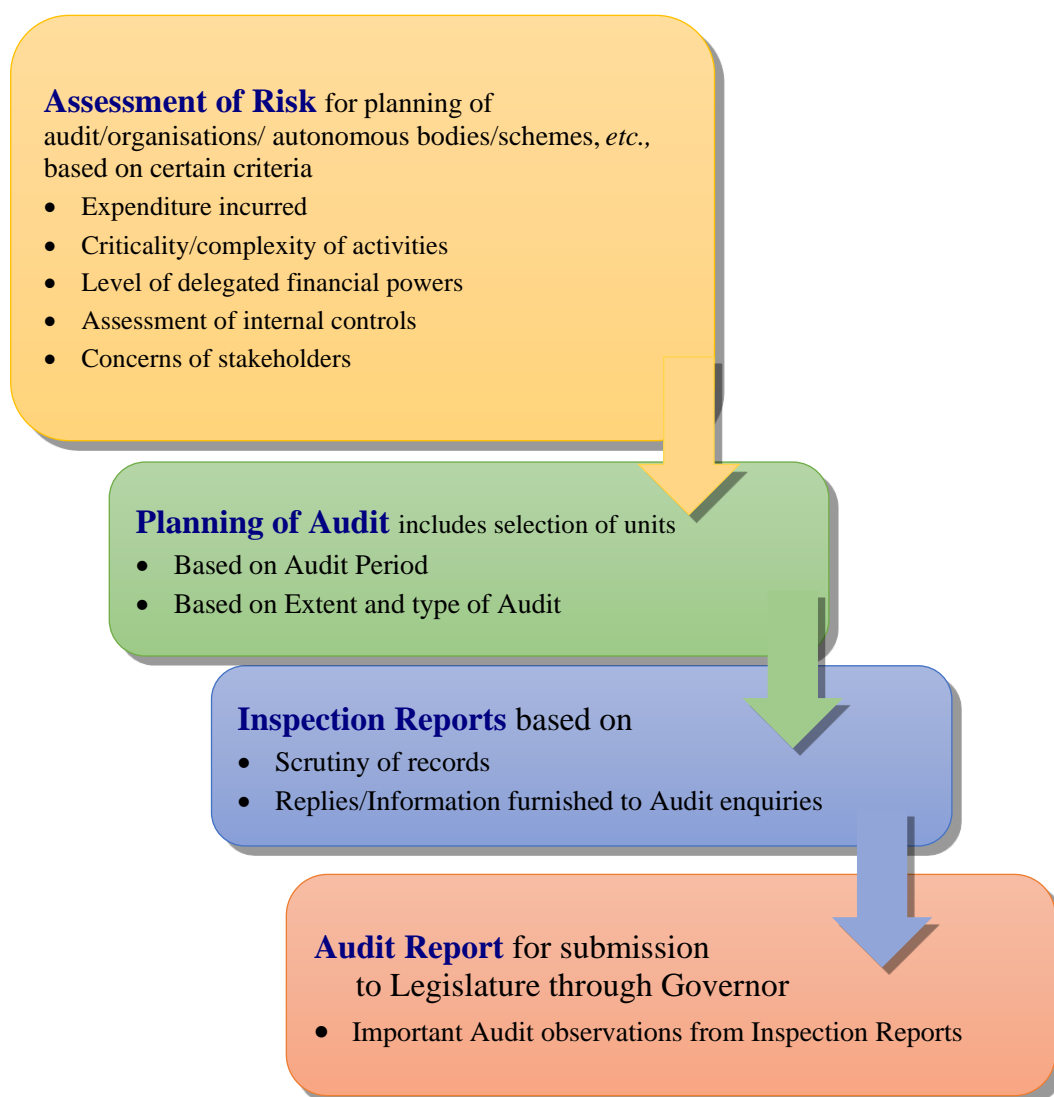 Assessment of Risk for planning of
audit/organisations/ autonomous bodies/schemes, etc.,
based on certain criteria
• Expenditure incurred
• Criticality/complexity of activities
• Level of delegated financial powers
• Assessment of internal controls
• Concerns of stakeholders
Planning of Audit includes selection of units
• Based on Audit Period
• Based on Extent and type of Audit
Inspection Reports based on
• Scrutiny of records
• Replies/Information furnished to Audit enquiries
Audit Report for submission
to Legislature through Governor
• Important Audit observations from Inspection Reports